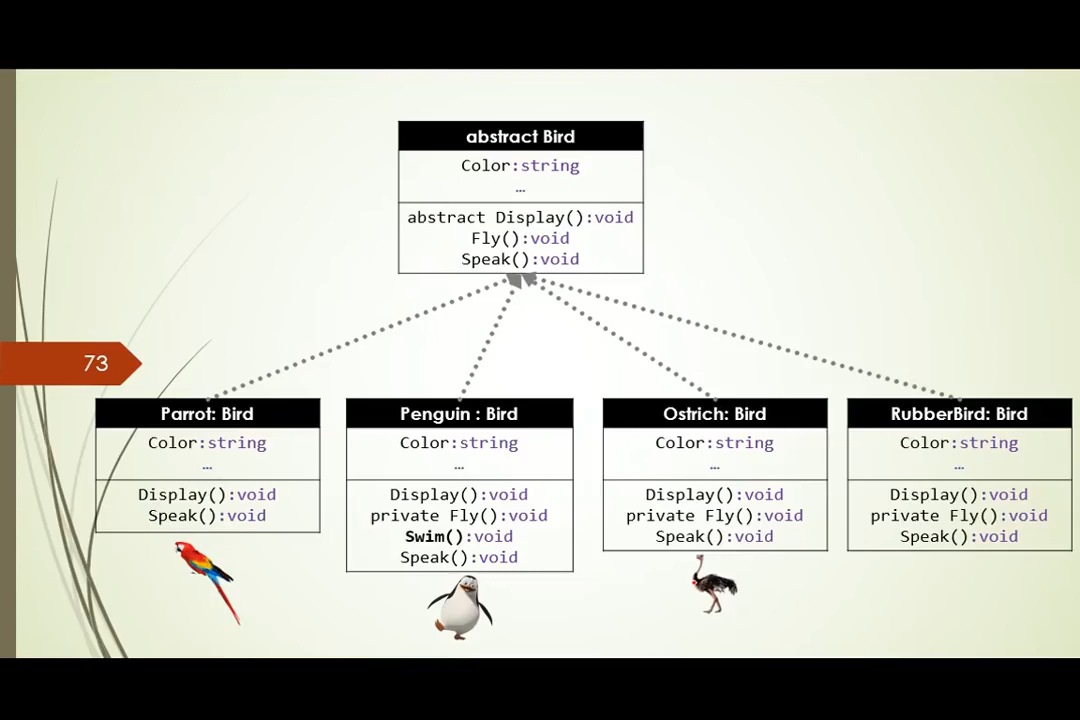 abstract Bird
Color:string
…
abstract Display():void
Fly():void
Speak():void
73
Parrot: Bird
Color:string
…
Display():void
Speak():void
Penguin : Bird
Color:string
…
Display():void
private Fly():void
Swim():void
Speak():void
Ostrich: Bird
Color:string
…
Display():void
private Fly():void
Speak():void
RubberBird: Bird
Color:string
…
Display():void
private Fly():void
Speak():void